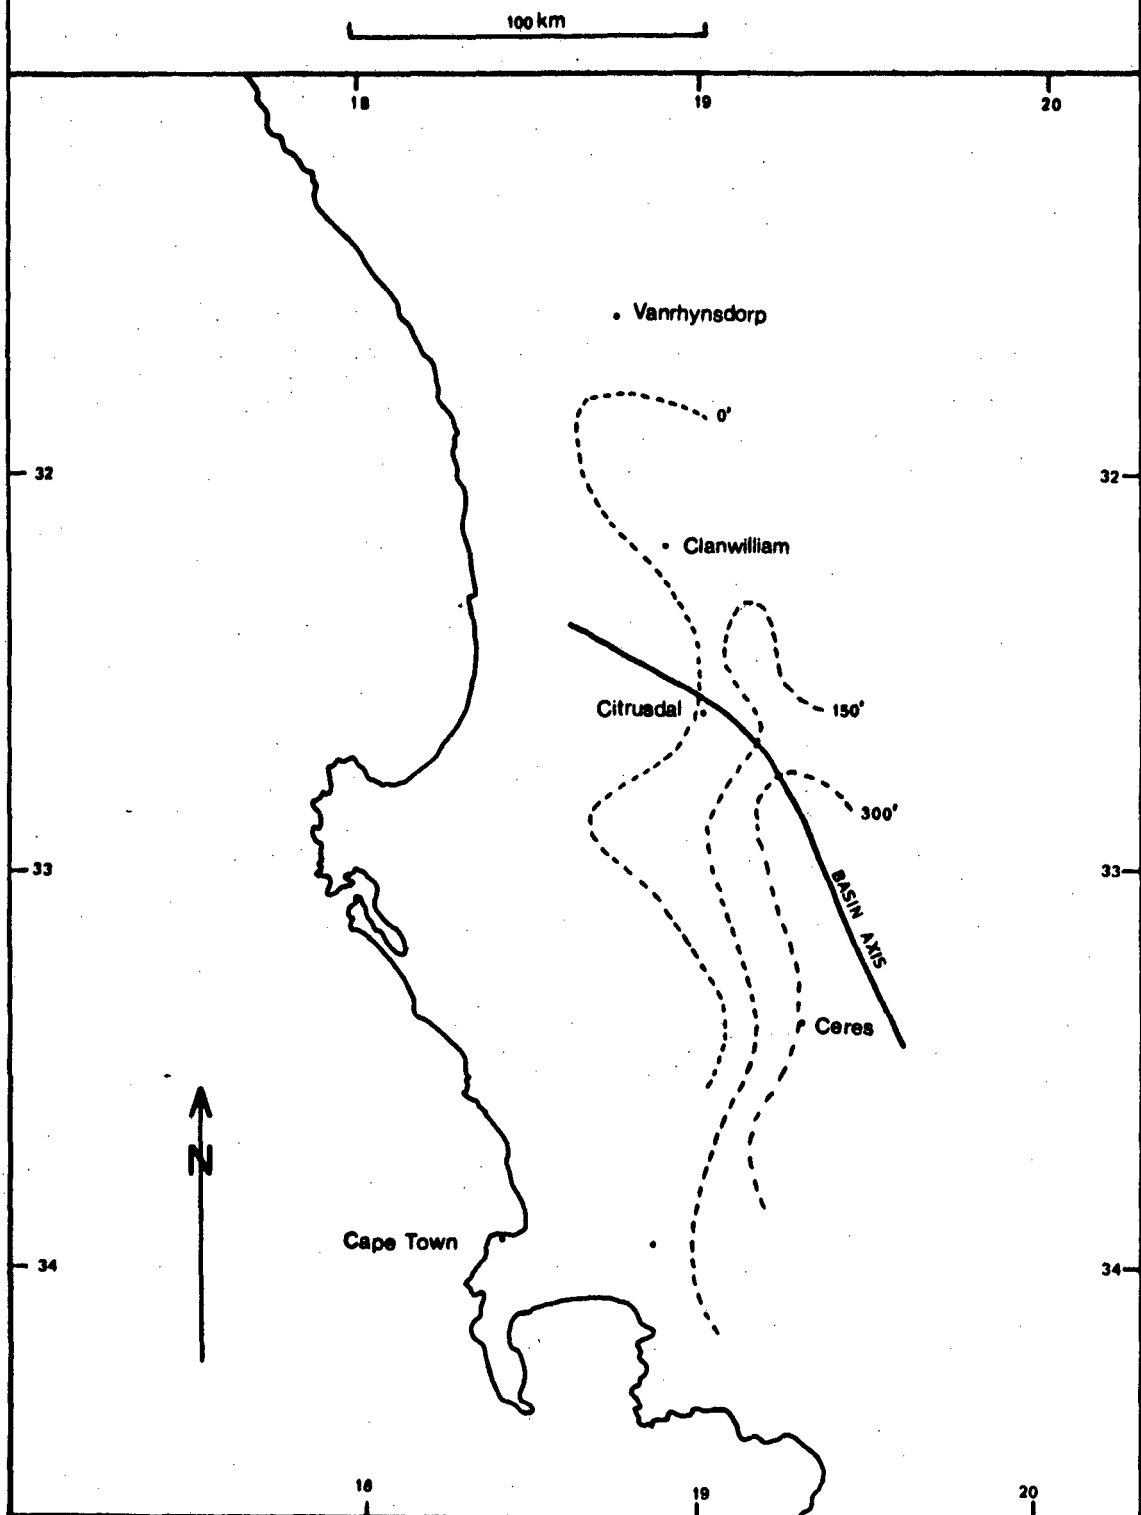 100 km
18
19
20
Vanrhynsdorp
0'
32
32
Clanwilliam
Citrusdal
150'
300'
33
33
BASIN AXIS
Ceres
N
Cape Town
34
34
18
19
20